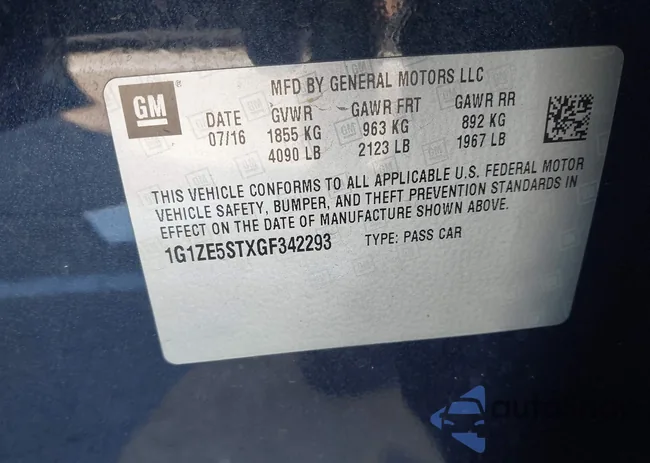 GM
MFD BY GENERAL MOTORS LLC
DATE GVWR GAWR FRT GAWR RR
07/16 1855 KG 963 KG 892 KG
4090 LB 2123 LB 1967 LB
THIS VEHICLE CONFORMS TO ALL APPLICABLE U.S. FEDERAL MOTOR
VEHICLE SAFETY, BUMPER, AND THEFT PREVENTION STANDARDS IN
EFFECT ON THE DATE OF MANUFACTURE SHOWN ABOVE.
1G1ZE5STXGF342293 TYPE: PASS CAR